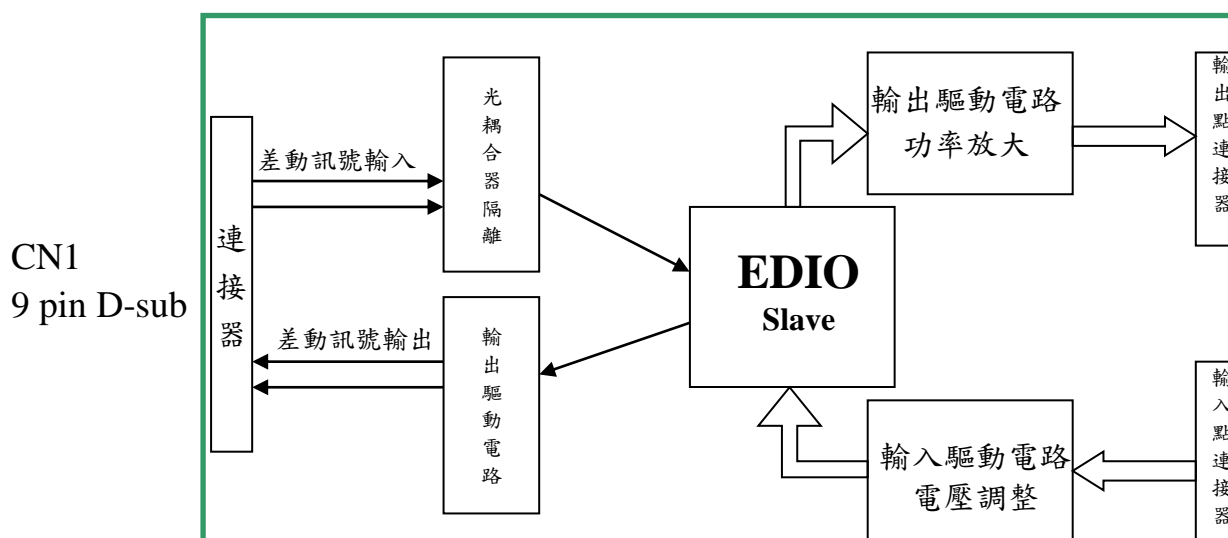 CN1
9 pin D-sub
連接器
差動訊號輸入
差動訊號輸出
光耦合器隔離
輸出驅動電路
EDIO
Slave
輸出驅動電路
功率放大
輸入驅動電路
電壓調整
輸出點連接器
輸入點連接器